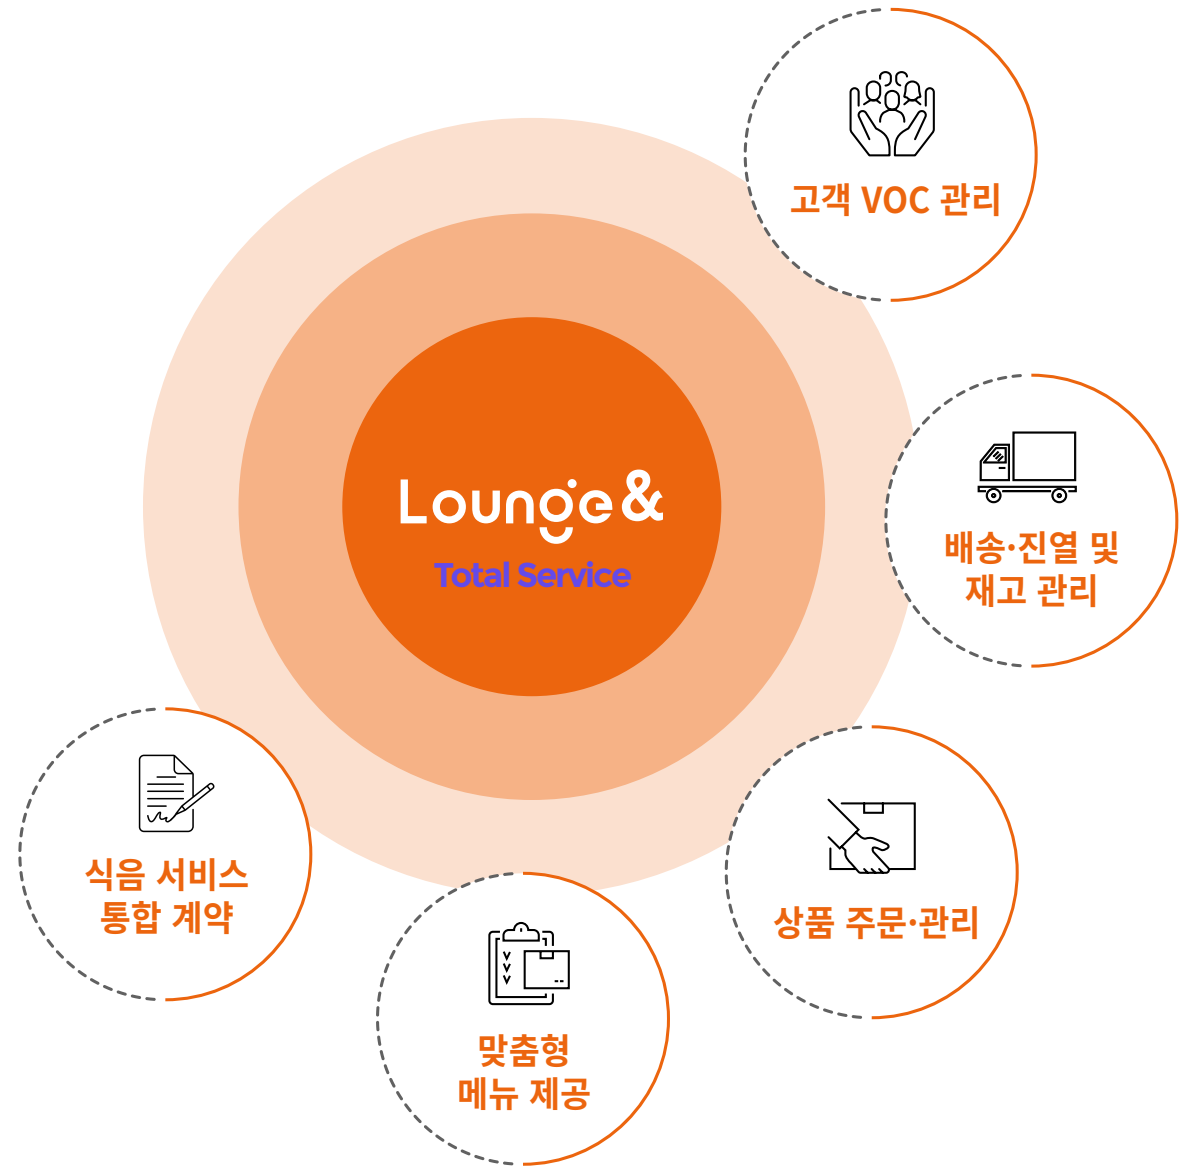 고객 VOC 관리
Lounge&
Total Service
배송·진열 및
재고 관리
식음 서비스
통합 계약
상품 주문·관리
맞춤형
메뉴 제공